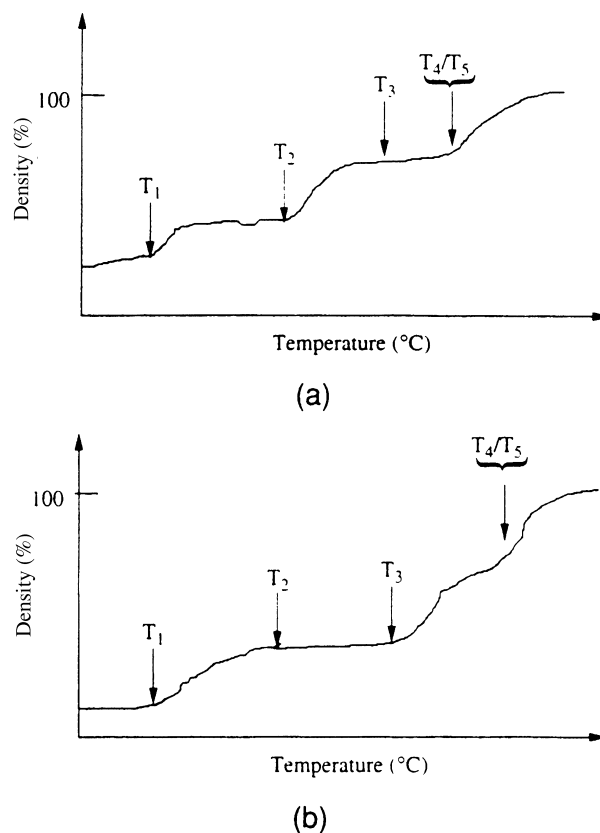 T4/T5
T3
100
T2
T1
Density (%)
Temperature (°C)
(a)
T4/T5
100
T2
T3
T1
Density (%)
Temperature (°C)
(b)